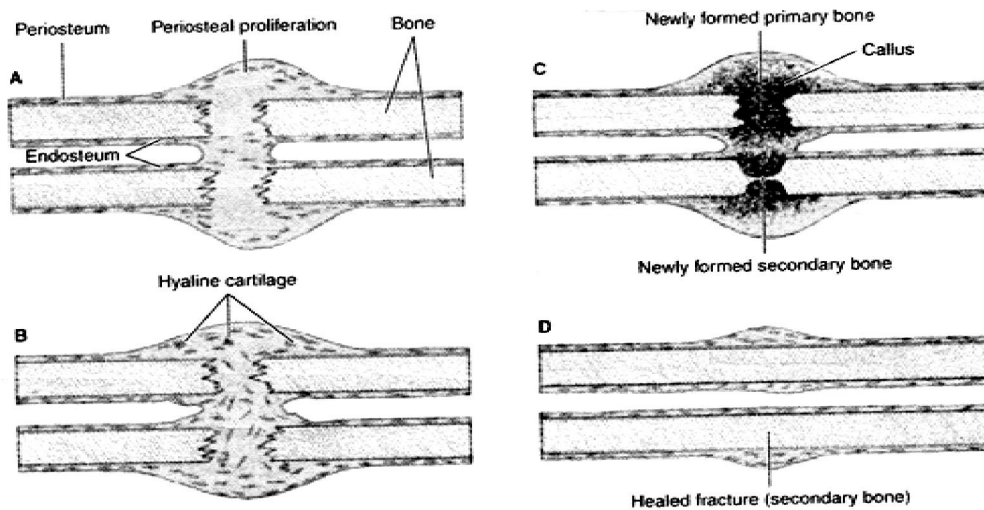 Periosteum
Periosteal proliferation
Bone
A
Endosteum
Hyaline cartilage
B
Newly formed primary bone
Callus
C
Newly formed secondary bone
D
Healed fracture (secondary bone)